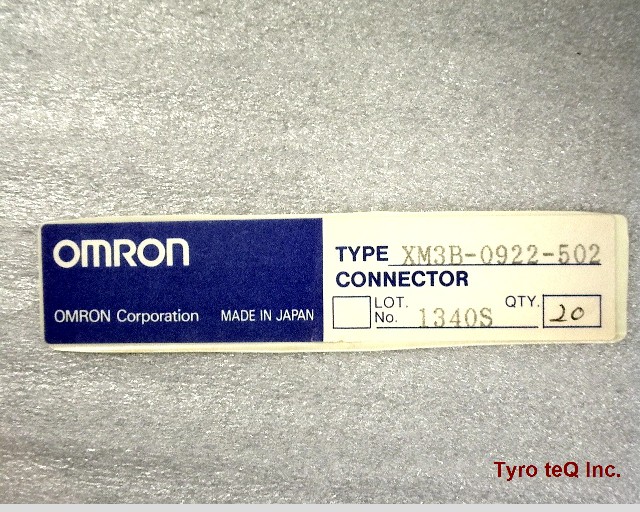 OMRON
OMRON Corporation MADE IN JAPAN
TYPE XM3B-0922-502
CONNECTOR
LOT. No. 1340S QTY. 20
Tyro teQ Inc.